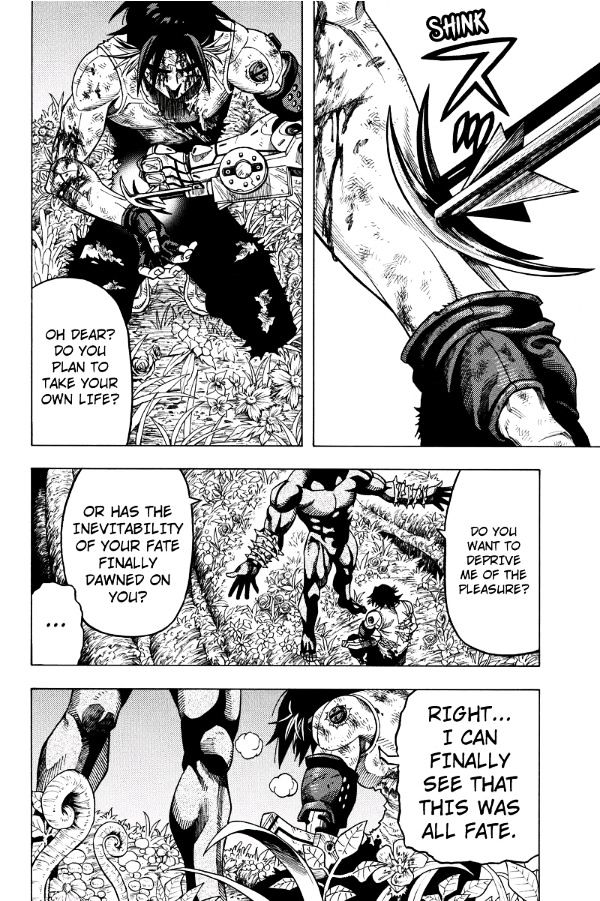 SHINK
スッ
OH DEAR?
DO YOU
PLAN TO
TAKE YOUR
OWN LIFE?
DO YOU
WANT TO
DEPRIVE
ME OF THE
PLEASURE?
OR HAS THE
INEVITABILITY
OF YOUR FATE
FINALLY
DAWNED ON
YOU?
...
RIGHT...
I CAN
FINALLY
SEE THAT
THIS WAS
ALL FATE.